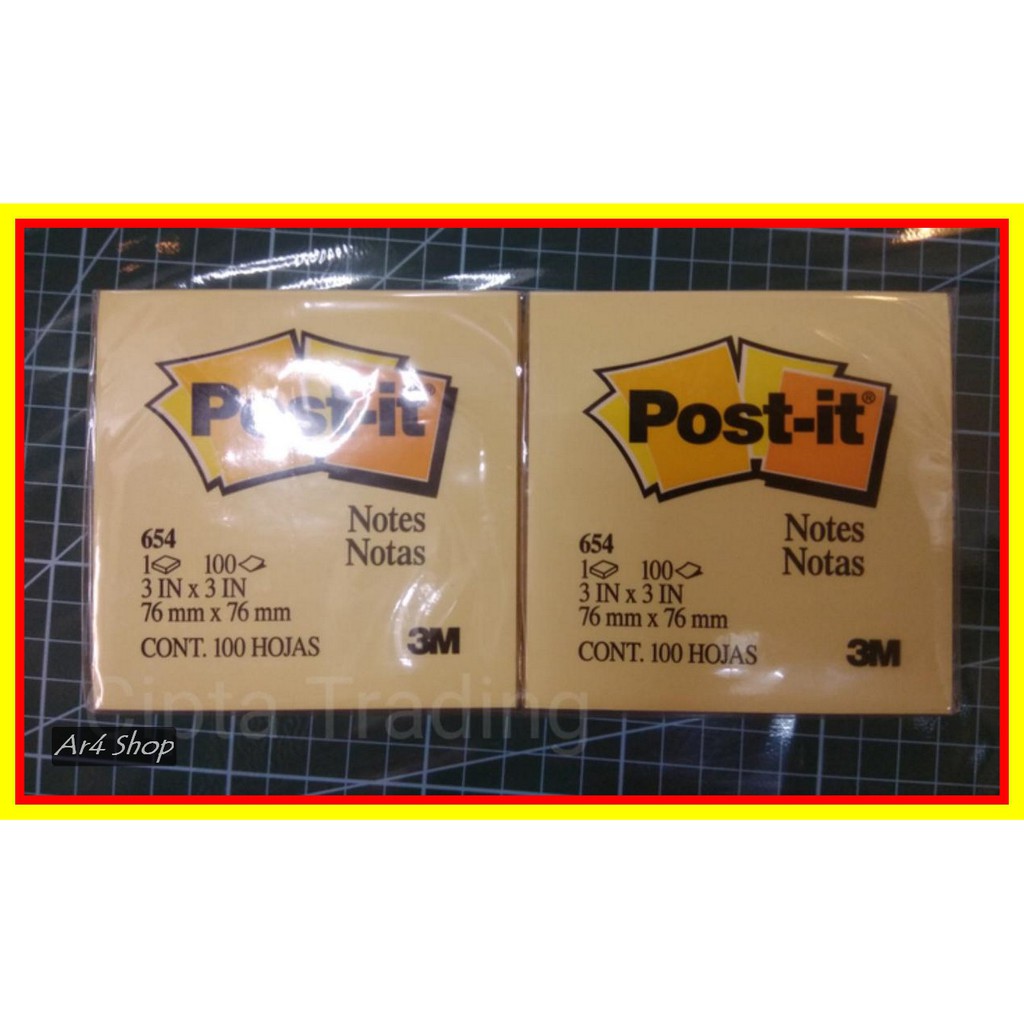 Post-it
Notes
Notas
654
1 100
3 IN x 3 IN
76 mm x 76 mm
CONT. 100 HOJAS
3M
Post-it®
Notes
Notas
654
1 100
3 IN x 3 IN
76 mm x 76 mm
CONT. 100 HOJAS
3M
Cipta Trading
Ar4 Shop